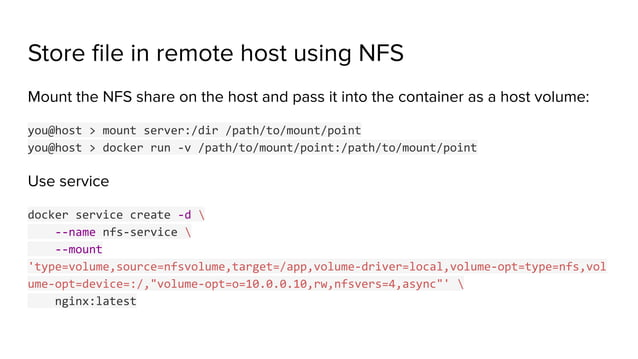 Store file in remote host using NFS
Mount the NFS share on the host and pass it into the container as a host volume:
you@host > mount server:/dir /path/to/mount/point
you@host > docker run -v /path/to/mount/point:/path/to/mount/point
Use service
docker service create -d \
    --name nfs-service \
    --mount
'type=volume,source=nfsvolume,target=/app,volume-driver=local,volume-opt=type=nfs,vol
ume-opt=device=:/,"volume-opt=o=10.0.0.10,rw,nfsvers=4,async"' \
    nginx:latest